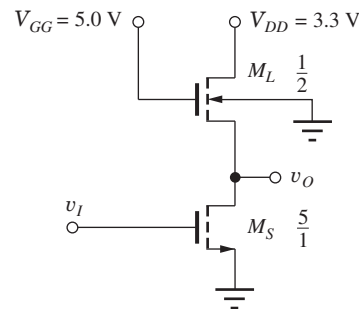 V_GG = 5.0 V
V_DD = 3.3 V
M_L 1/2
v_O
v_I
M_S 5/1